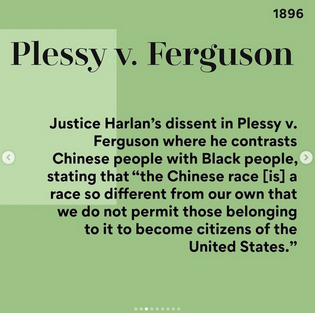 1896
Plessy v. Ferguson
Justice Harlan’s dissent in Plessy v.
Ferguson where he contrasts
Chinese people with Black people,
stating that “the Chinese race [is] a
race so different from our own that
we do not permit those belonging
to it to become citizens of the
United States.”